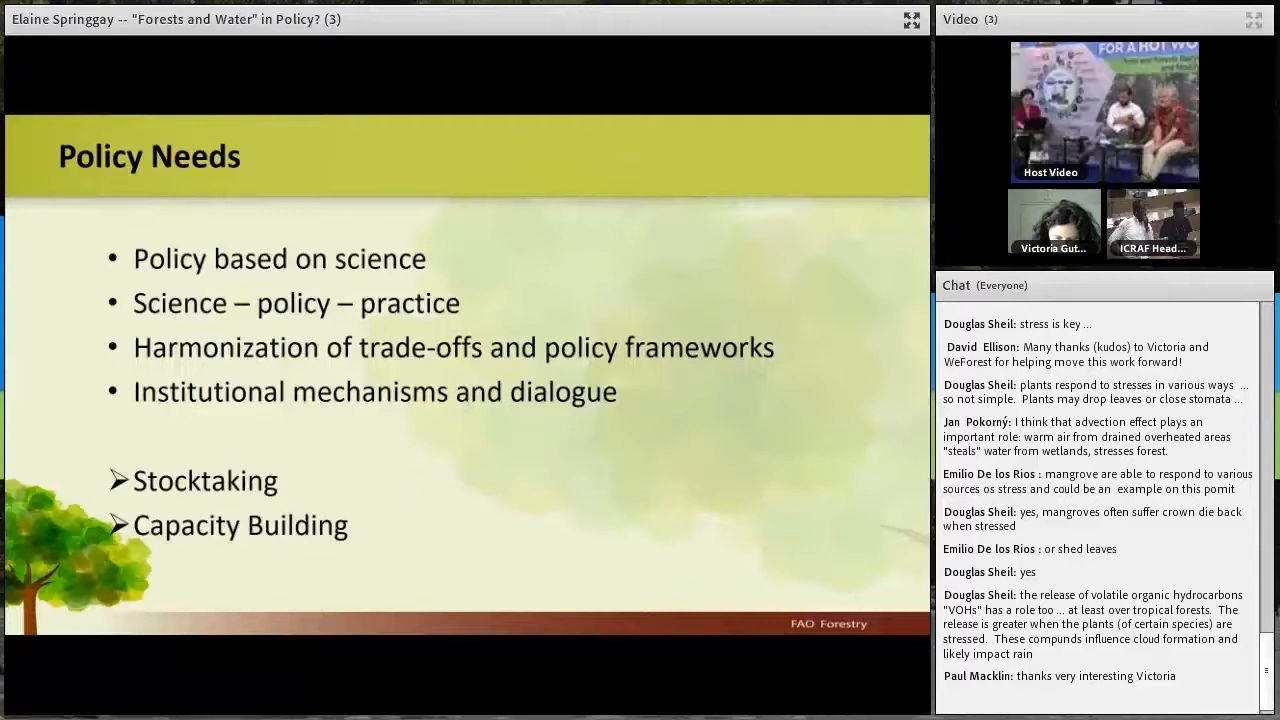 Elaine Springgay -- "Forests and Water" in Policy? (3)
Policy Needs
• Policy based on science
• Science – policy – practice
• Harmonization of trade-offs and policy frameworks
• Institutional mechanisms and dialogue
➢ Stocktaking
➢ Capacity Building
FAO Forestry
Video (3)
FOR A HOT WO
Host Video
Victoria Gut...
ICRAF Head...
Chat (Everyone)
Douglas Sheil: stress is key ...
David Ellison: Many thanks (kudos) to Victoria and
WeForest for helping move this work forward!
Douglas Sheil: plants respond to stresses in various ways ...
so not simple. Plants may drop leaves or close stomata ...
Jan Pokorný: I think that advection effect plays an
important role: warm air from drained overheated areas
"steals" water from wetlands, stresses forest.
Emilio De los Rios : mangrove are able to respond to various
sources os stress and could be an example on this pomit
Douglas Sheil: yes, mangroves often suffer crown die back
when stressed
Emilio De los Rios : or shed leaves
Douglas Sheil: yes
Douglas Sheil: the release of volatile organic hydrocarbons
"VOHs" has a role too ... at least over tropical forests. The
release is greater when the plants (of certain species) are
stressed. These compunds influence cloud formation and
likely impact rain
Paul Macklin: thanks very interesting Victoria